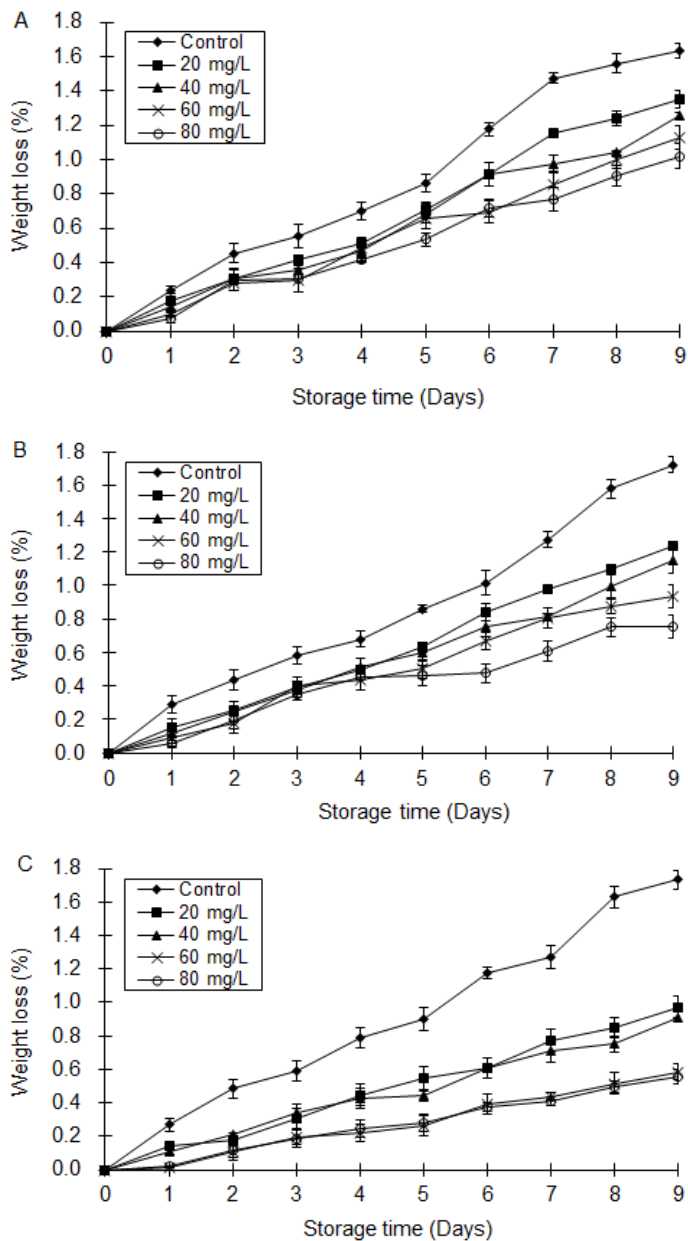 A
Weight loss (%)
1.8
1.6
1.4
1.2
1.0
0.8
0.6
0.4
0.2
0.0
Control
20 mg/L
40 mg/L
60 mg/L
80 mg/L
0 1 2 3 4 5 6 7 8 9
Storage time (Days)
B
Weight loss (%)
1.8
1.6
1.4
1.2
1.0
0.8
0.6
0.4
0.2
0.0
Control
20 mg/L
40 mg/L
60 mg/L
80 mg/L
0 1 2 3 4 5 6 7 8 9
Storage time (Days)
C
Weight loss (%)
1.8
1.6
1.4
1.2
1.0
0.8
0.6
0.4
0.2
0.0
Control
20 mg/L
40 mg/L
60 mg/L
80 mg/L
0 1 2 3 4 5 6 7 8 9
Storage time (Days)